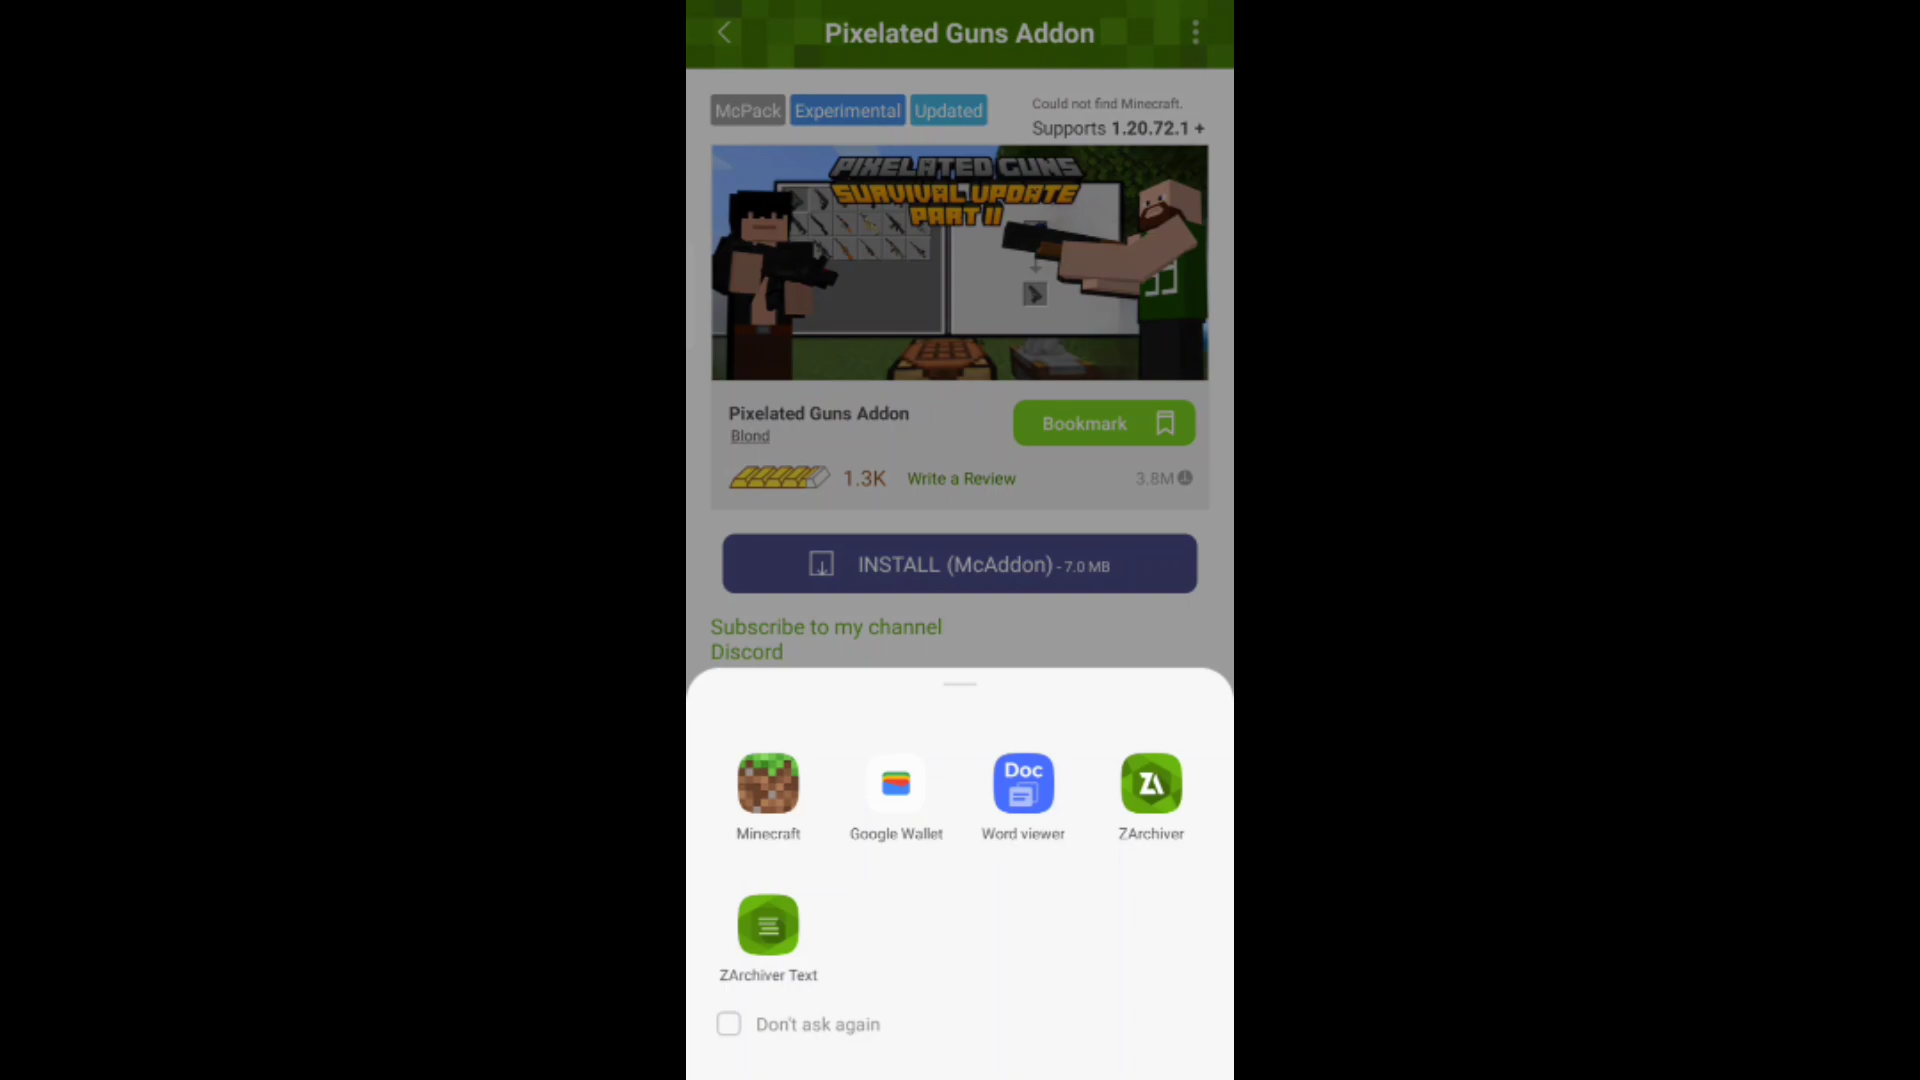 Pixelated Guns Addon
McPack Experimental Updated
Could not find Minecraft.
Supports 1.20.72.1 +
PIXELATED GUNS
SURVIVAL UPDATE
PART II
Pixelated Guns Addon
Blond
Bookmark
1.3K Write a Review 3.8M
INSTALL (McAddon) - 7.0 MB
Subscribe to my channel
Discord
Doc
ZA
Minecraft Google Wallet Word viewer ZArchiver
ZArchiver Text
Don't ask again